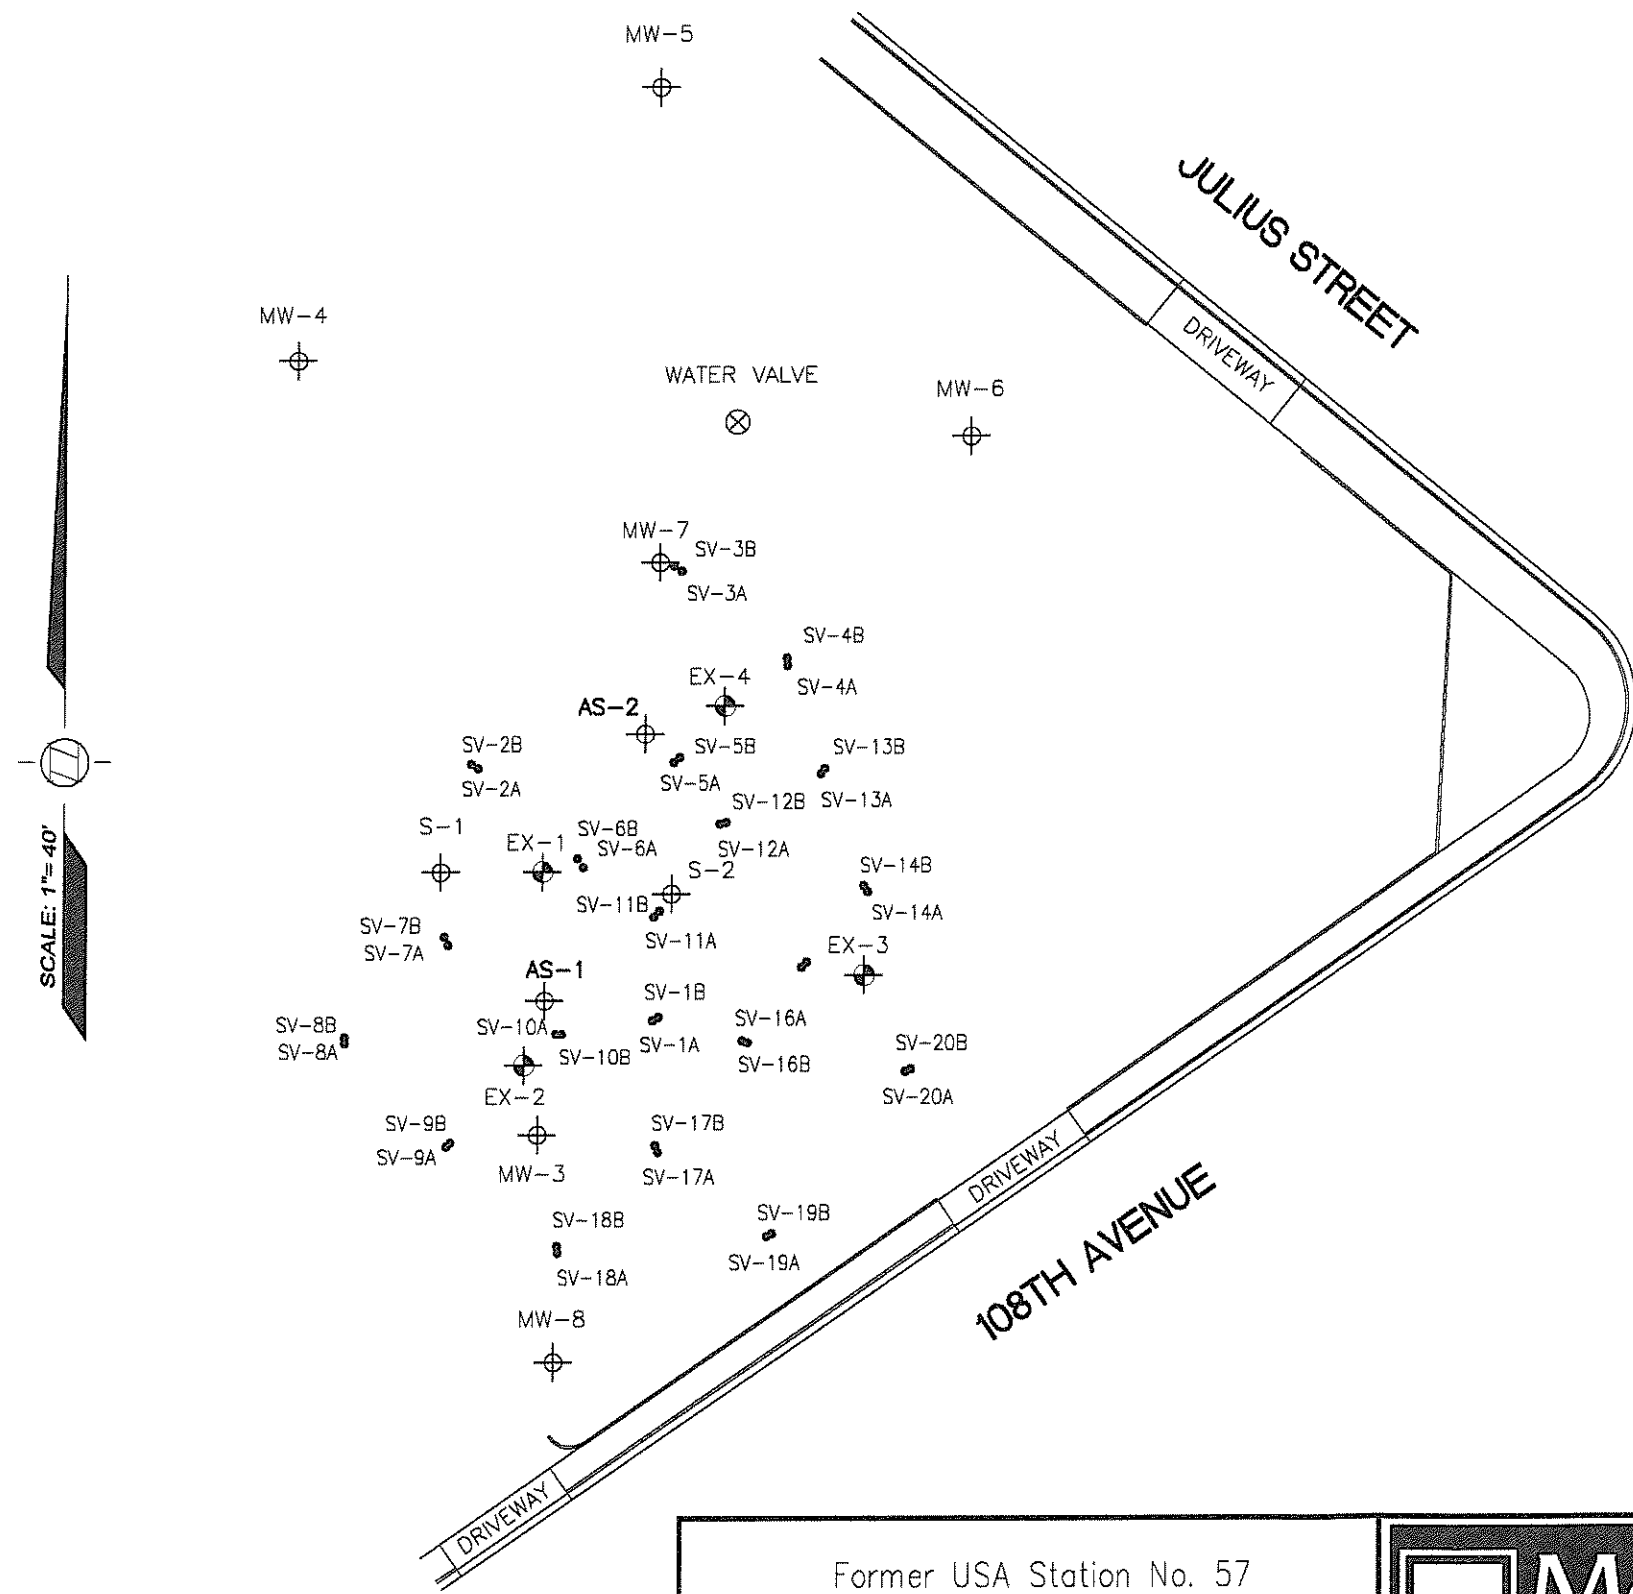 MW-5
JULIUS STREET
MW-4
DRIVEWAY
WATER VALVE
MW-6
MW-7
SV-3B
SV-3A
SV-4B
EX-4
SV-4A
AS-2
SV-2B
SV-5B
SV-13B
SV-2A
SV-5A
SV-12B
SV-13A
S-1
EX-1
SV-6B
SV-6A
SV-12A
S-2
SV-14B
SCALE: 1"= 40'
SV-11B
SV-14A
SV-7B
SV-7A
SV-11A
EX-3
AS-1
SV-1B
SV-8B
SV-10A
SV-16A
SV-8A
SV-10B
SV-1A
SV-16B
SV-20B
EX-2
SV-20A
SV-9B
SV-17B
SV-9A
MW-3
SV-17A
DRIVEWAY
SV-18B
SV-19B
SV-18A
SV-19A
108TH AVENUE
MW-8
DRIVEWAY
Former USA Station No. 57
M